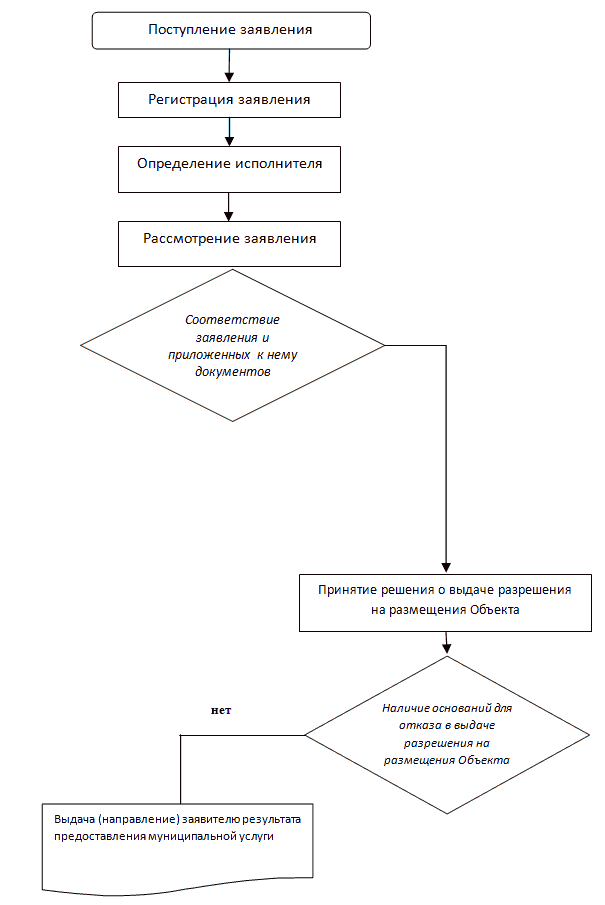 Поступление заявления
Регистрация заявления
Определение исполнителя
Рассмотрение заявления
Соответствие
заявления и
приложенных к нему
документов
Принятие решения о выдаче разрешения
на размещения Объекта
Наличие оснований для
отказа в выдаче
разрешения на
размещения Объекта
нет
Выдача (направление) заявителю результата
предоставления муниципальной услуги